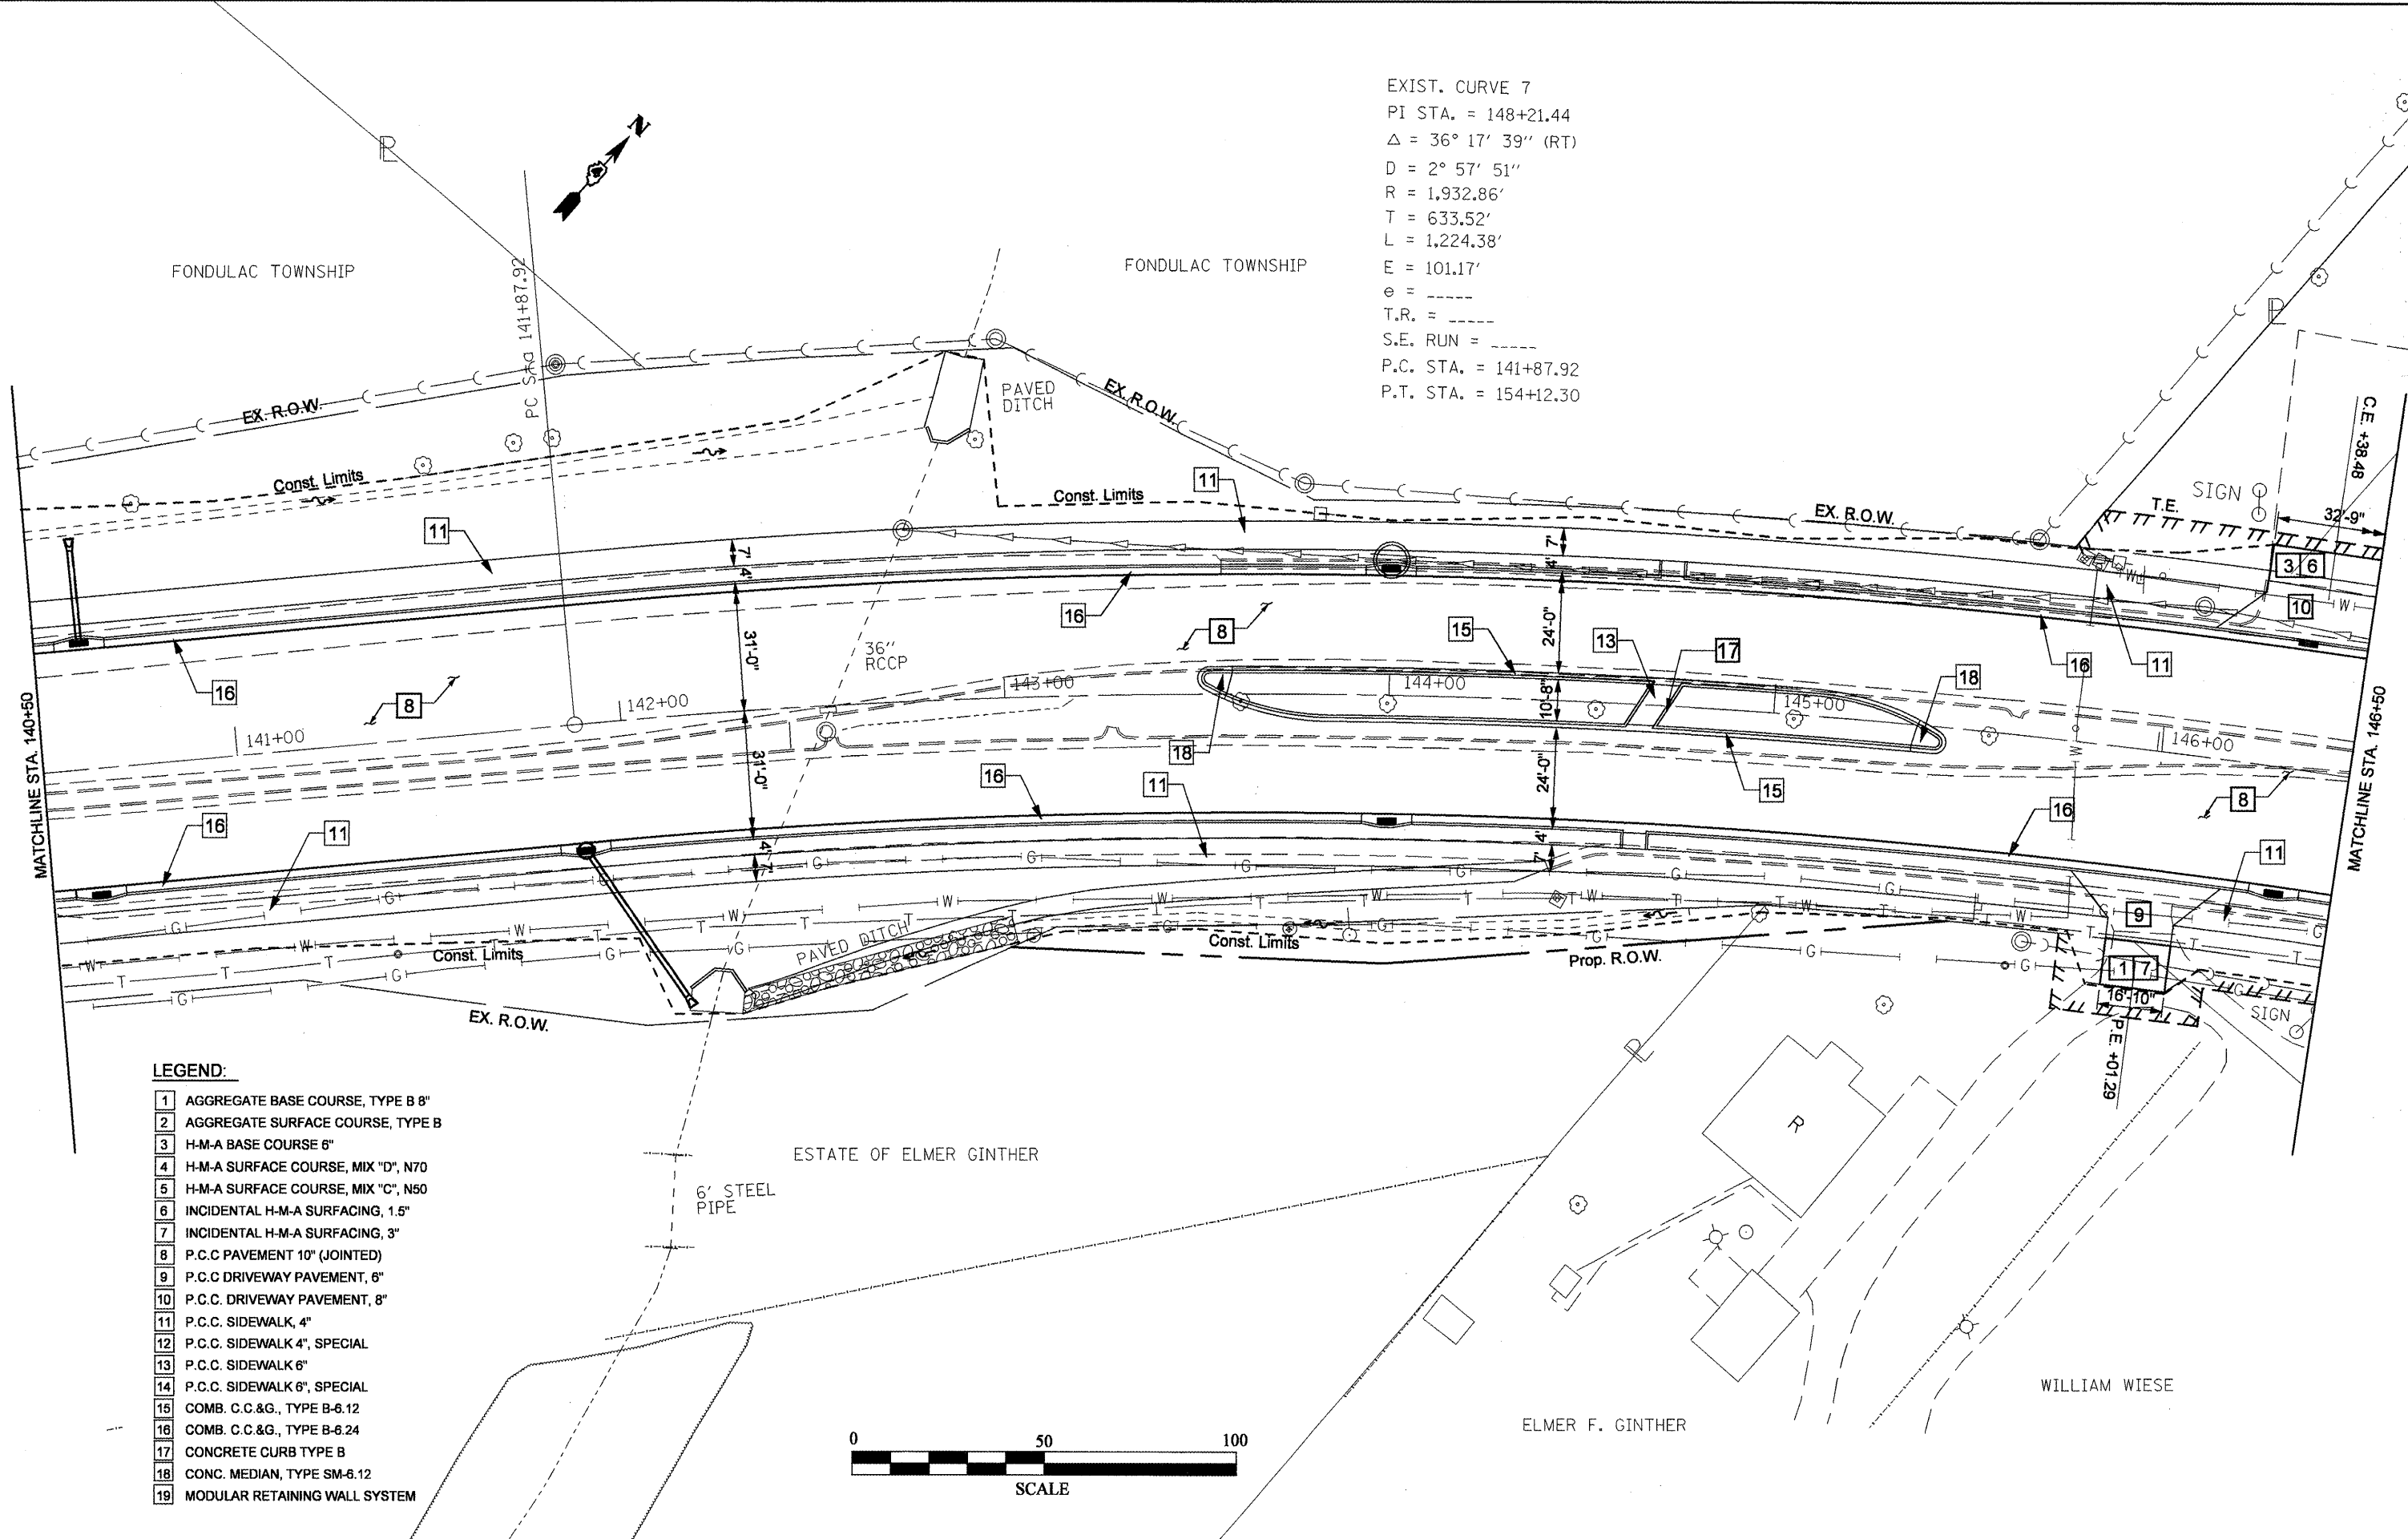 EXIST. CURVE 7
PI STA. = 148+21.44
Δ = 36° 17' 39'' (RT)
D = 2° 57' 51''
R = 1,932.86'
T = 633.52'
L = 1,224.38'
E = 101.17'
e = -----
T.R. = -----
S.E. RUN = -----
P.C. STA. = 141+87.92
P.T. STA. = 154+12.30
N
PL
FONDULAC TOWNSHIP
FONDULAC TOWNSHIP
PC Sta 141+87.92
PL
C.E. +38.48
EX. R.O.W.
PAVED
DITCH
EX. R.O.W.
Const. Limits
Const. Limits
11
SIGN
T.E.
32'-9"
EX. R.O.W.
11
7'
4'
7'
4'
3 6
W
10
W
16
16
11
16
8
15
13
17
18
24'-0"
31'-0"
36''
RCCP
16
8
143+00
144+00
10'-8"
145+00
142+00
141+00
146+00
18
15
W
MATCHLINE STA. 140+50
MATCHLINE STA. 146+50
31'-0"
24'-0"
16
11
8
16
16
11
11
4'
7'
4'
7'
G G G G G G G G G
W W W W W W W W
T T T T T T T T
9
1 7
16'-10"
P.E. +01.29
SIGN
PAVED DITCH
Const. Limits
Const. Limits
Prop. R.O.W.
EX. R.O.W.
PL
R
ESTATE OF ELMER GINTHER
6' STEEL
PIPE
ELMER F. GINTHER
WILLIAM WIESE
LEGEND:
1 AGGREGATE BASE COURSE, TYPE B 8"
2 AGGREGATE SURFACE COURSE, TYPE B
3 H-M-A BASE COURSE 6"
4 H-M-A SURFACE COURSE, MIX "D", N70
5 H-M-A SURFACE COURSE, MIX "C", N50
6 INCIDENTAL H-M-A SURFACING, 1.5"
7 INCIDENTAL H-M-A SURFACING, 3"
8 P.C.C PAVEMENT 10" (JOINTED)
9 P.C.C DRIVEWAY PAVEMENT, 6"
10 P.C.C. DRIVEWAY PAVEMENT, 8"
11 P.C.C. SIDEWALK, 4"
12 P.C.C. SIDEWALK 4", SPECIAL
13 P.C.C. SIDEWALK 6"
14 P.C.C. SIDEWALK 6", SPECIAL
15 COMB. C.C.&G., TYPE B-6.12
16 COMB. C.C.&G., TYPE B-6.24
17 CONCRETE CURB TYPE B
18 CONC. MEDIAN, TYPE SM-6.12
19 MODULAR RETAINING WALL SYSTEM
0 50 100
SCALE